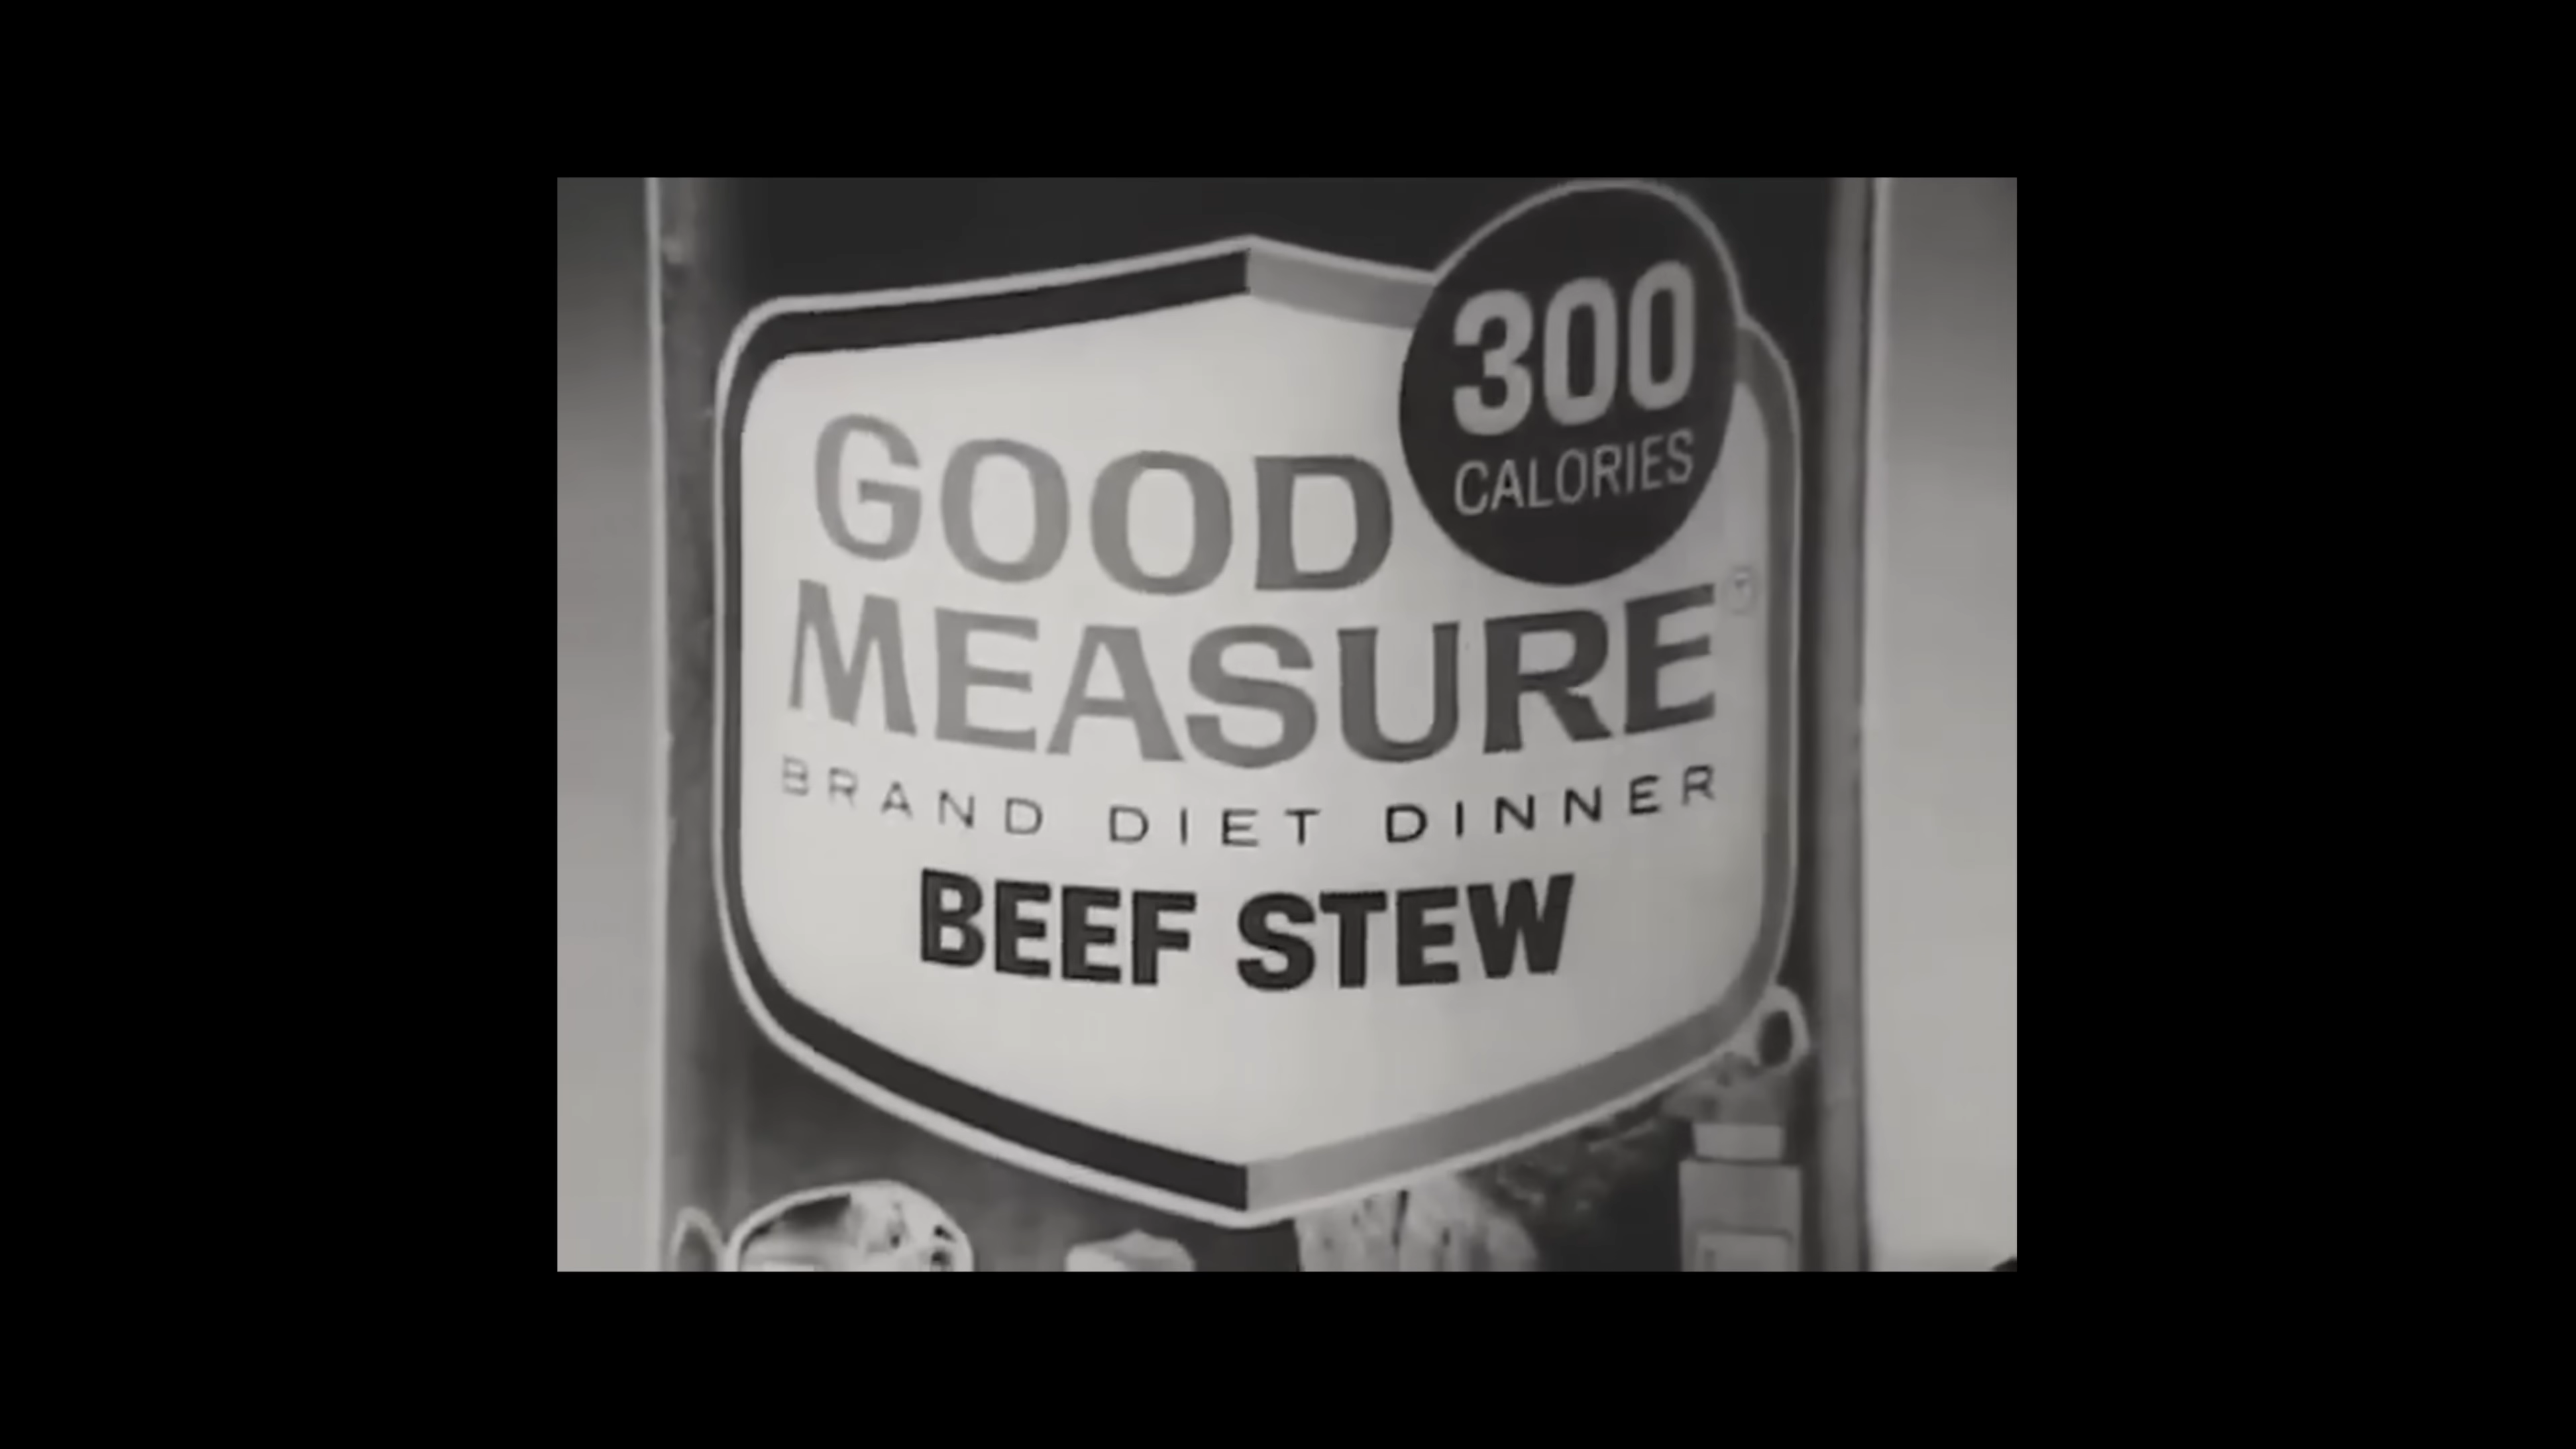 300
CALORIES
GOOD
MEASURE
BRAND DIET DINNER
BEEF STEW